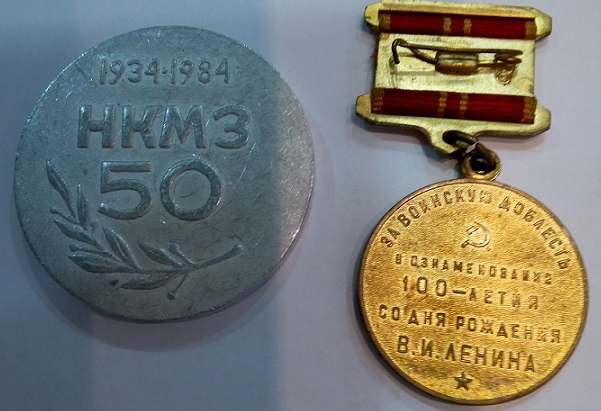 1934·1984
НКМЗ
50
ЗА ВОИНСКУЮ ДОБЛЕСТЬ
В ОЗНАМЕНОВАНИЕ
100–ЛЕТИЯ
СО ДНЯ РОЖДЕНИЯ
В.И.ЛЕНИНА